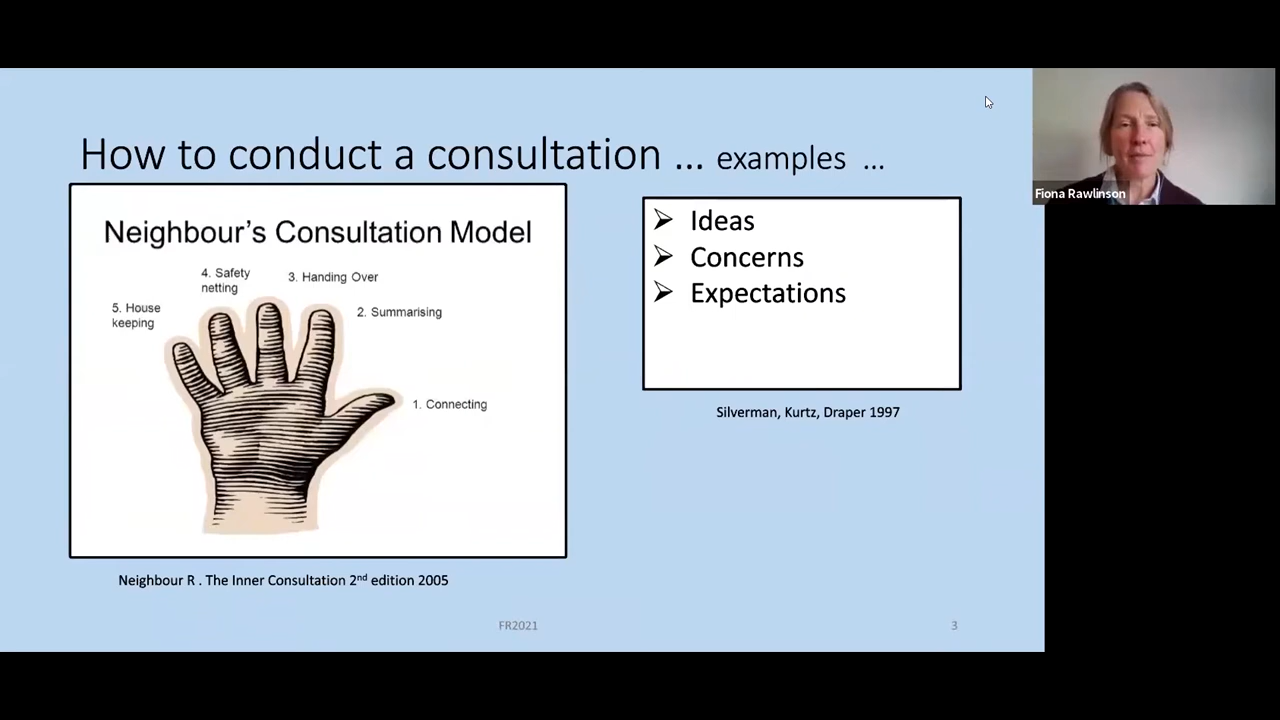 How to conduct a consultation … examples …
Neighbour's Consultation Model
4. Safety
netting
3. Handing Over
5. House
keeping
2. Summarising
1. Connecting
Neighbour R . The Inner Consultation 2nd edition 2005
➢ Ideas
➢ Concerns
➢ Expectations
Silverman, Kurtz, Draper 1997
FR2021
3
Fiona Rawlinson